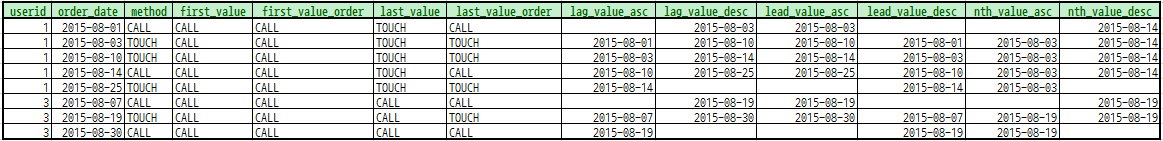 userid order_date method first_value first_value_order last_value last_value_order lag_value_asc lag_value_desc lead_value_asc lead_value_desc nth_value_asc nth_value_desc
1 2015-08-01 CALL CALL CALL TOUCH CALL 2015-08-03 2015-08-03 2015-08-14
1 2015-08-03 TOUCH CALL CALL TOUCH TOUCH 2015-08-01 2015-08-10 2015-08-10 2015-08-01 2015-08-03 2015-08-14
1 2015-08-10 TOUCH CALL CALL TOUCH TOUCH 2015-08-03 2015-08-14 2015-08-14 2015-08-03 2015-08-03 2015-08-14
1 2015-08-14 CALL CALL CALL TOUCH CALL 2015-08-10 2015-08-25 2015-08-25 2015-08-10 2015-08-03 2015-08-14
1 2015-08-25 TOUCH CALL CALL TOUCH TOUCH 2015-08-14 2015-08-14 2015-08-03
3 2015-08-07 CALL CALL CALL CALL CALL 2015-08-19 2015-08-19 2015-08-19
3 2015-08-19 TOUCH CALL CALL CALL TOUCH 2015-08-07 2015-08-30 2015-08-30 2015-08-07 2015-08-19 2015-08-19
3 2015-08-30 CALL CALL CALL CALL CALL 2015-08-19 2015-08-19 2015-08-19